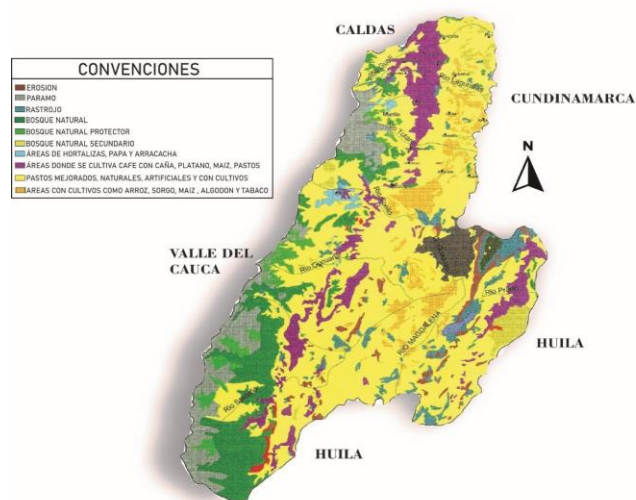 CALDAS
CONVENCIONES
EROSION
PARAMO
RASTROJO
BOSQUE NATURAL
BOSQUE NATURAL PROTECTOR
BOSQUE NATURAL SECUNDARIO
ÁREAS DE HORTALIZAS, PAPA Y ARRACACHA
ÁREAS DONDE SE CULTIVA CAFE CON CAÑA, PLATANO, MAIZ, PASTOS
PASTOS MEJORADOS, NATURALES, ARTIFICIALES Y CON CULTIVOS
AREAS CON CULTIVOS COMO ARROZ, SORGO, MAIZ , ALGODON Y TABACO
CUNDINAMARCA
N
VALLE DEL
CAUCA
RIO MAGDALENA
HUILA
HUILA